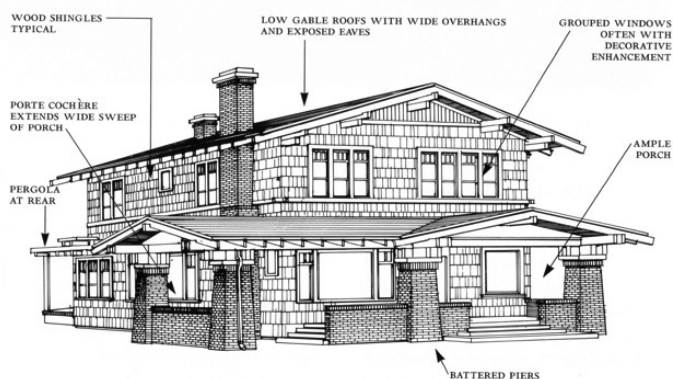 WOOD SHINGLES
TYPICAL
LOW GABLE ROOFS WITH WIDE OVERHANGS
AND EXPOSED EAVES
GROUPED WINDOWS
OFTEN WITH
DECORATIVE
ENHANCEMENT
PORTE COCHÈRE
EXTENDS WIDE SWEEP
OF PORCH
AMPLE
PORCH
PERGOLA
AT REAR
BATTERED PIERS